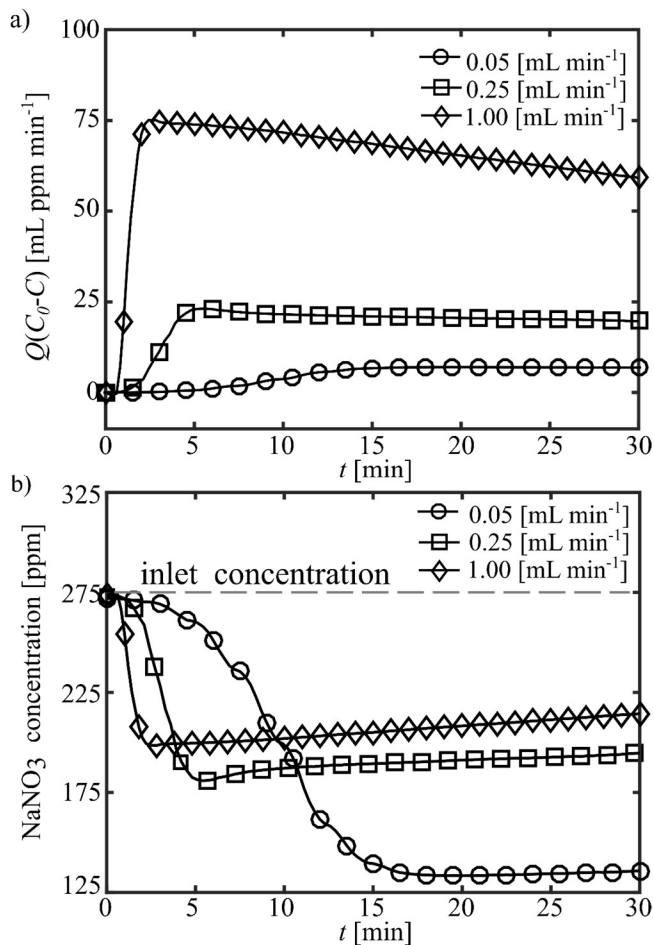 a)
100
75
50
25
0
Q(C₀-C) [mL ppm min⁻¹]
0.05 [mL min⁻¹]
0.25 [mL min⁻¹]
1.00 [mL min⁻¹]
0 5 10 15 20 25 30
t [min]
b)
325
275
225
175
125
NaNO₃ concentration [ppm]
0.05 [mL min⁻¹]
0.25 [mL min⁻¹]
1.00 [mL min⁻¹]
inlet concentration
0 5 10 15 20 25 30
t [min]